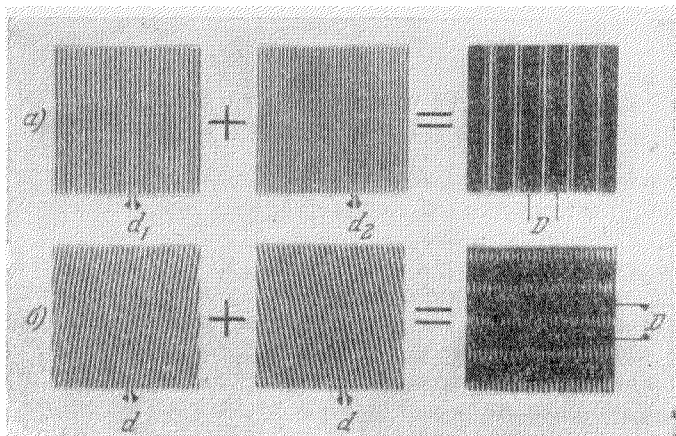 а) + = 
d₁ d₂ D
б) + = D
d d